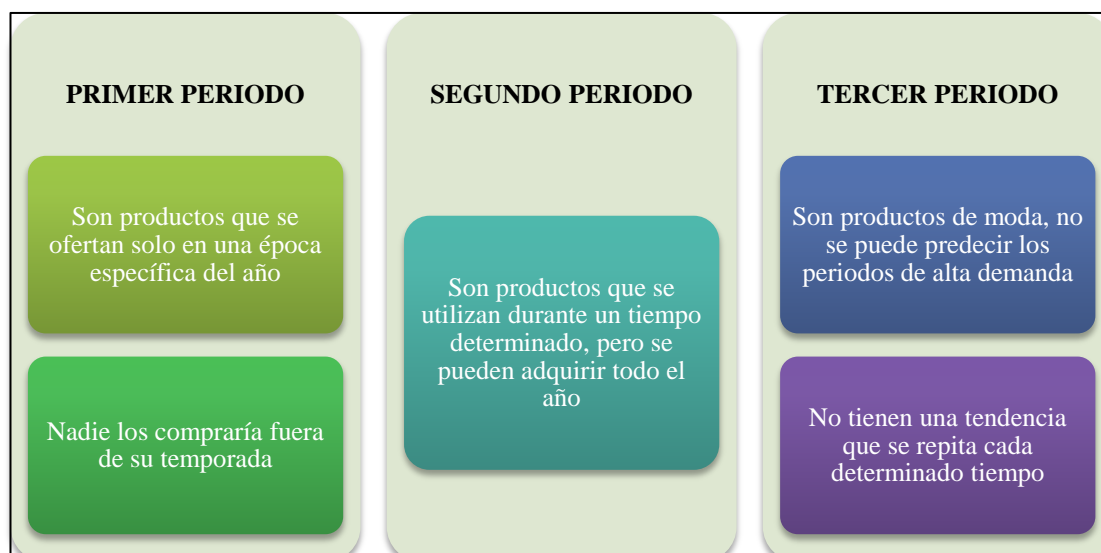 PRIMER PERIODO
Son productos que se
ofertan solo en una época
específica del año
Nadie los compraría fuera
de su temporada
SEGUNDO PERIODO
Son productos que se
utilizan durante un tiempo
determinado, pero se
pueden adquirir todo el
año
TERCER PERIODO
Son productos de moda, no
se puede predecir los
periodos de alta demanda
No tienen una tendencia
que se repita cada
determinado tiempo